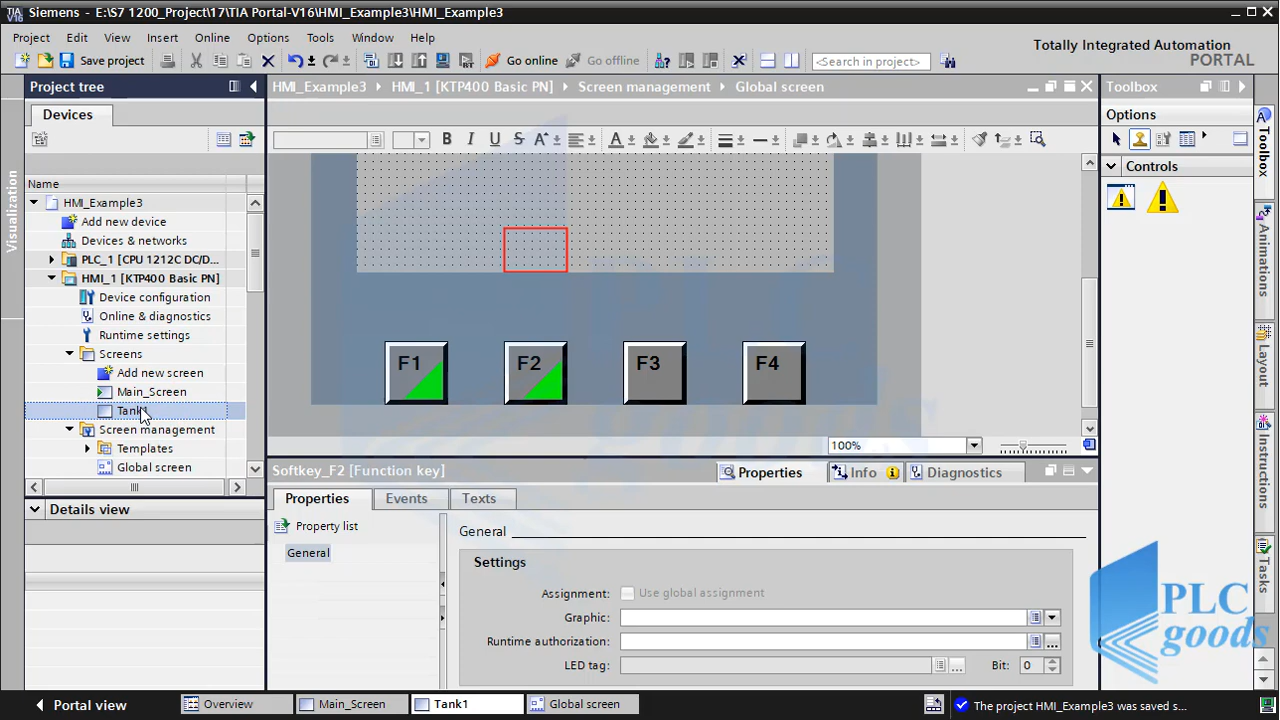 Siemens - E:\S7 1200_Project\17\TIA Portal-V16\HMI_Example3\HMI_Example3
Project Edit View Insert Online Options Tools Window Help
Totally Integrated Automation
PORTAL
Save project
Go online
Go offline
<Search in project>
Project tree
HMI_Example3 HMI_1 [KTP400 Basic PN] Screen management Global screen
Toolbox
Devices
Options
Name
Controls
HMI_Example3
Add new device
Devices & networks
PLC_1 [CPU 1212C DC/D...
HMI_1 [KTP400 Basic PN]
Device configuration
Online & diagnostics
Runtime settings
Screens
Add new screen
Main_Screen
Tank1
Screen management
Templates
Global screen
Details view
Visualization
F1 F2 F3 F4
100%
Softkey_F2 [Function key]
Properties Info Diagnostics
Properties Events Texts
Property list
General
General
Settings
Assignment: Use global assignment
Graphic:
Runtime authorization:
LED tag:
Bit: 0
Toolbox
Animations
Layout
Instructions
Tasks
Libraries
PLC
goods
PLC
goods
Portal view Overview Main_Screen Tank1 Global screen
The project HMI_Example3 was saved s...